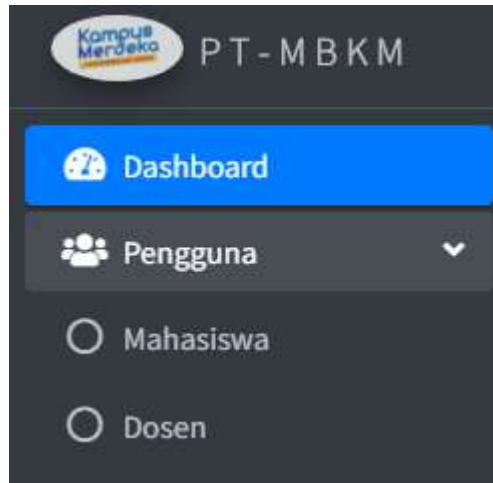 Kampus
Merdeka
PT-MBKM
Dashboard
Pengguna
Mahasiswa
Dosen